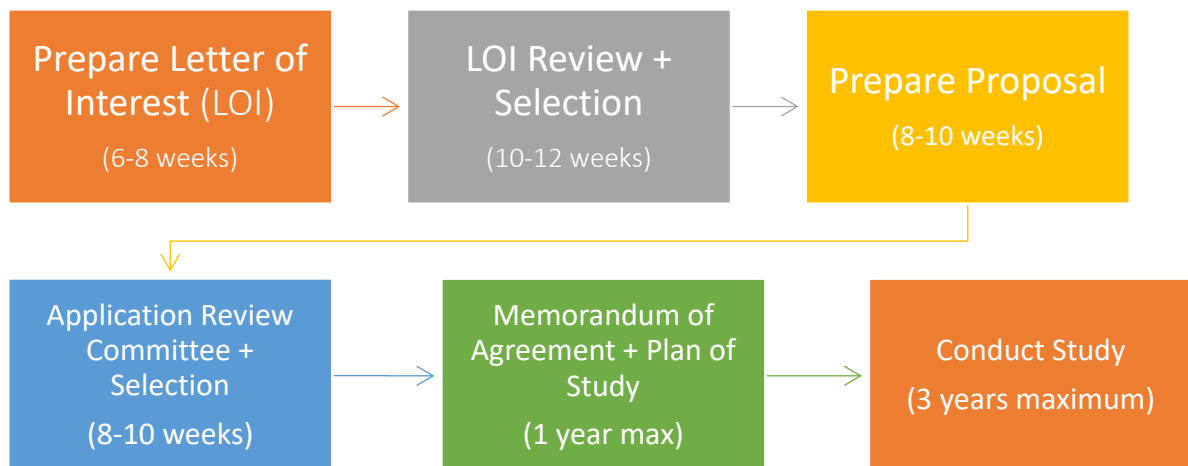 Prepare Letter of
Interest (LOI)
(6-8 weeks)
LOI Review +
Selection
(10-12 weeks)
Prepare Proposal
(8-10 weeks)
Application Review
Committee +
Selection
(8-10 weeks)
Memorandum of
Agreement + Plan of
Study
(1 year max)
Conduct Study
(3 years maximum)